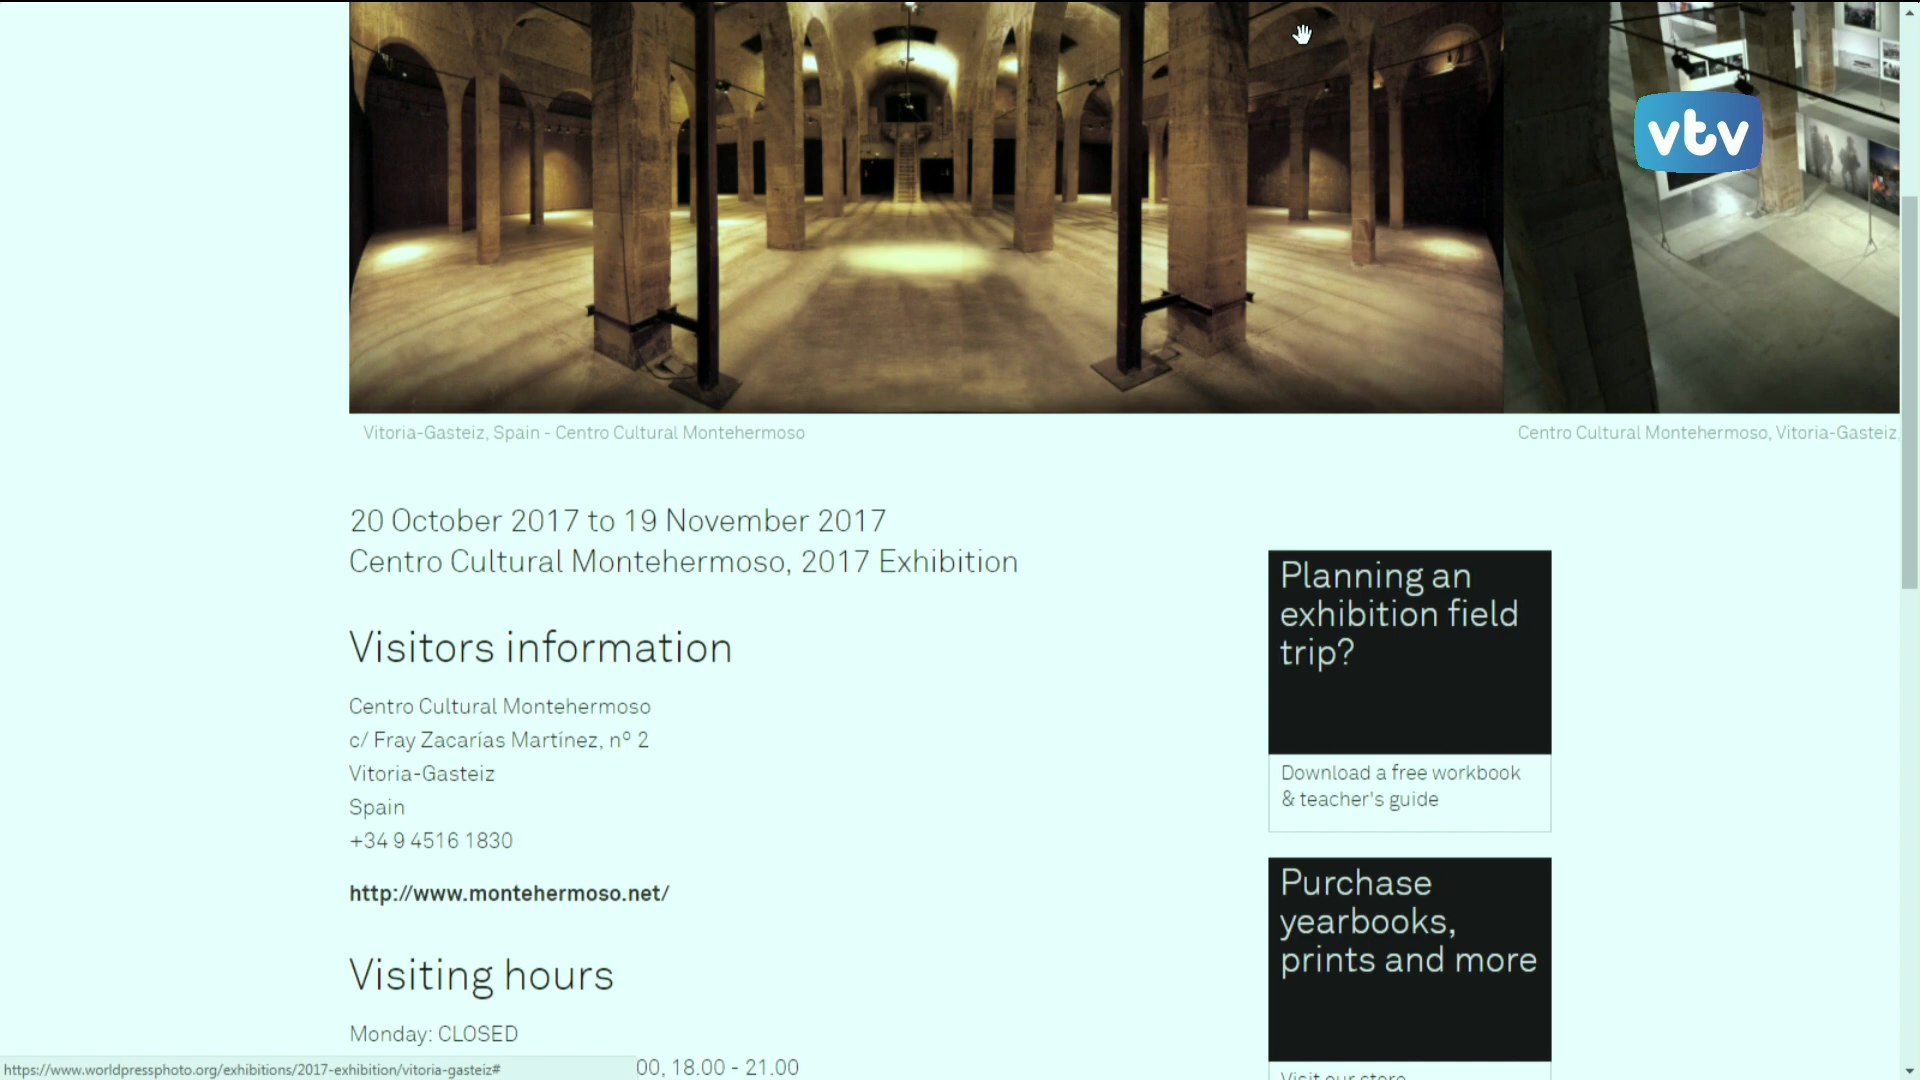 vtv
Vitoria-Gasteiz, Spain - Centro Cultural Montehermoso
Centro Cultural Montehermoso, Vitoria-Gasteiz,
20 October 2017 to 19 November 2017
Centro Cultural Montehermoso, 2017 Exhibition
Visitors information
Centro Cultural Montehermoso
c/ Fray Zacarías Martínez, nº 2
Vitoria-Gasteiz
Spain
+34 9 4516 1830
http://www.montehermoso.net/
Visiting hours
Monday: CLOSED
00, 18.00 - 21.00
Planning an
exhibition field
trip?
Download a free workbook
& teacher's guide
Purchase
yearbooks,
prints and more
Visit our store
https://www.worldpressphoto.org/exhibitions/2017-exhibition/vitoria-gasteiz#